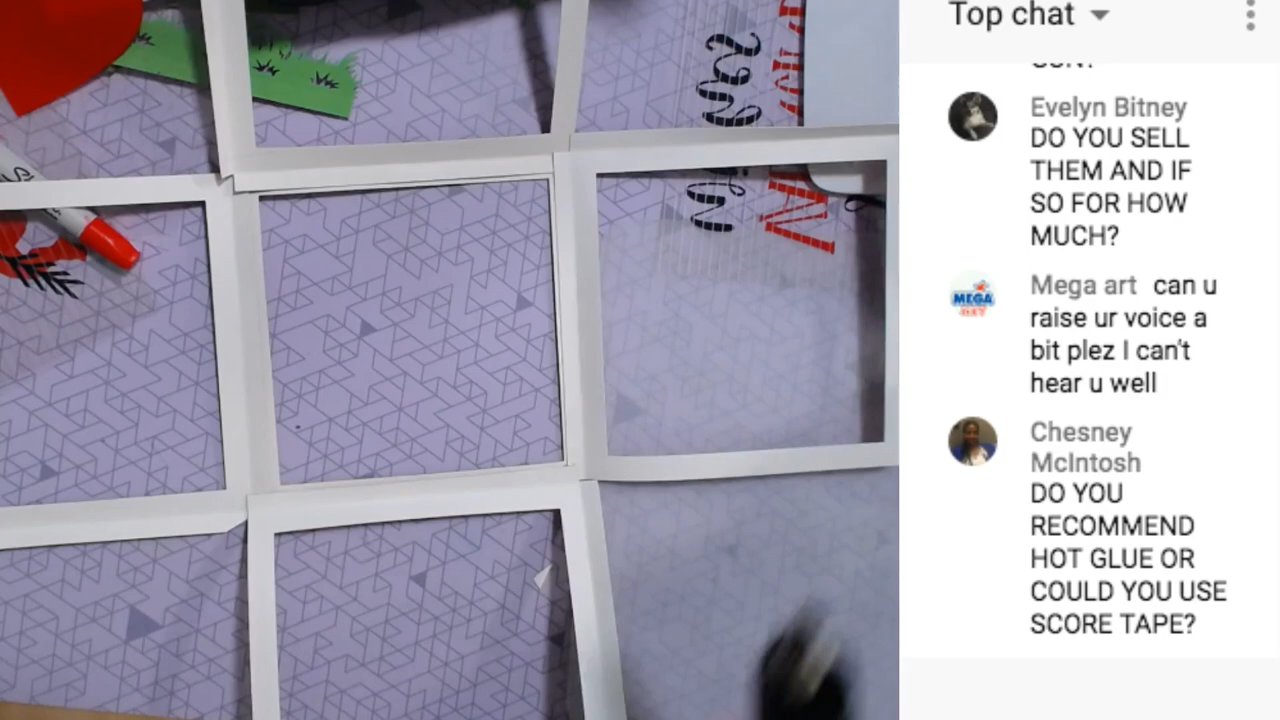 Top chat
Evelyn Bitney
DO YOU SELL
THEM AND IF
SO FOR HOW
MUCH?
Mega art can u
raise ur voice a
bit plez I can't
hear u well
MEGA
ART
Chesney
McIntosh
DO YOU
RECOMMEND
HOT GLUE OR
COULD YOU USE
SCORE TAPE?